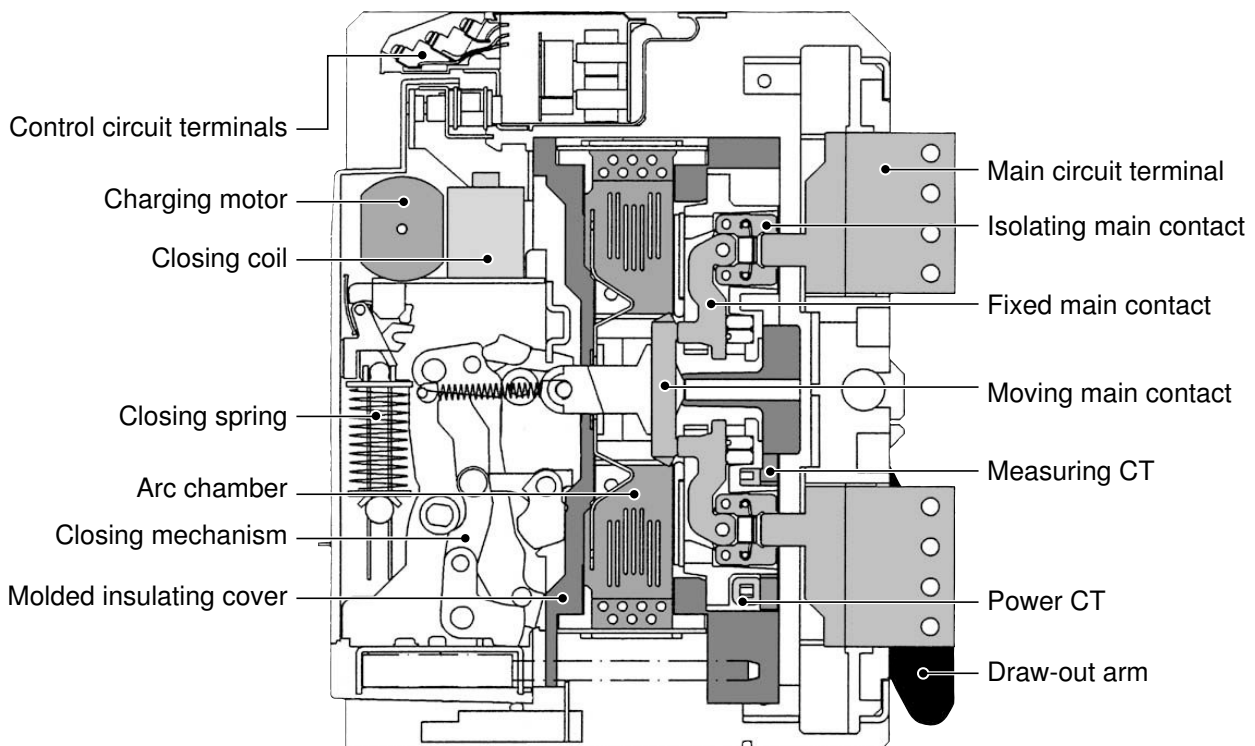 Control circuit terminals
Charging motor
Closing coil
Closing spring
Arc chamber
Closing mechanism
Molded insulating cover
Main circuit terminal
Isolating main contact
Fixed main contact
Moving main contact
Measuring CT
Power CT
Draw-out arm